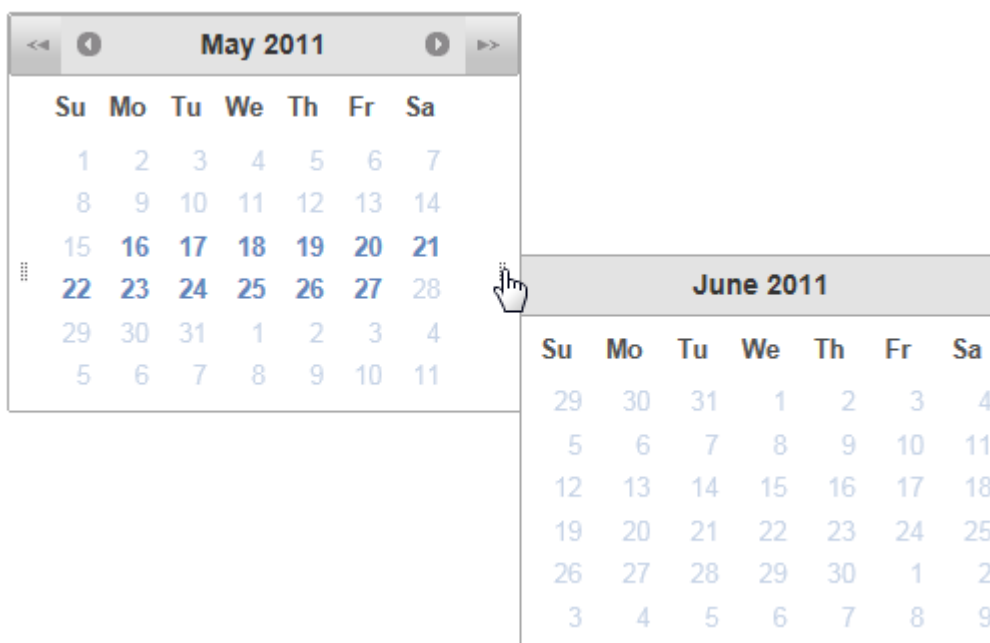 May 2011
Su Mo Tu We Th Fr Sa
1 2 3 4 5 6 7
8 9 10 11 12 13 14
15 16 17 18 19 20 21
22 23 24 25 26 27 28
29 30 31 1 2 3 4
5 6 7 8 9 10 11
June 2011
Su Mo Tu We Th Fr Sa
29 30 31 1 2 3 4
5 6 7 8 9 10 11
12 13 14 15 16 17 18
19 20 21 22 23 24 25
26 27 28 29 30 1 2
3 4 5 6 7 8 9